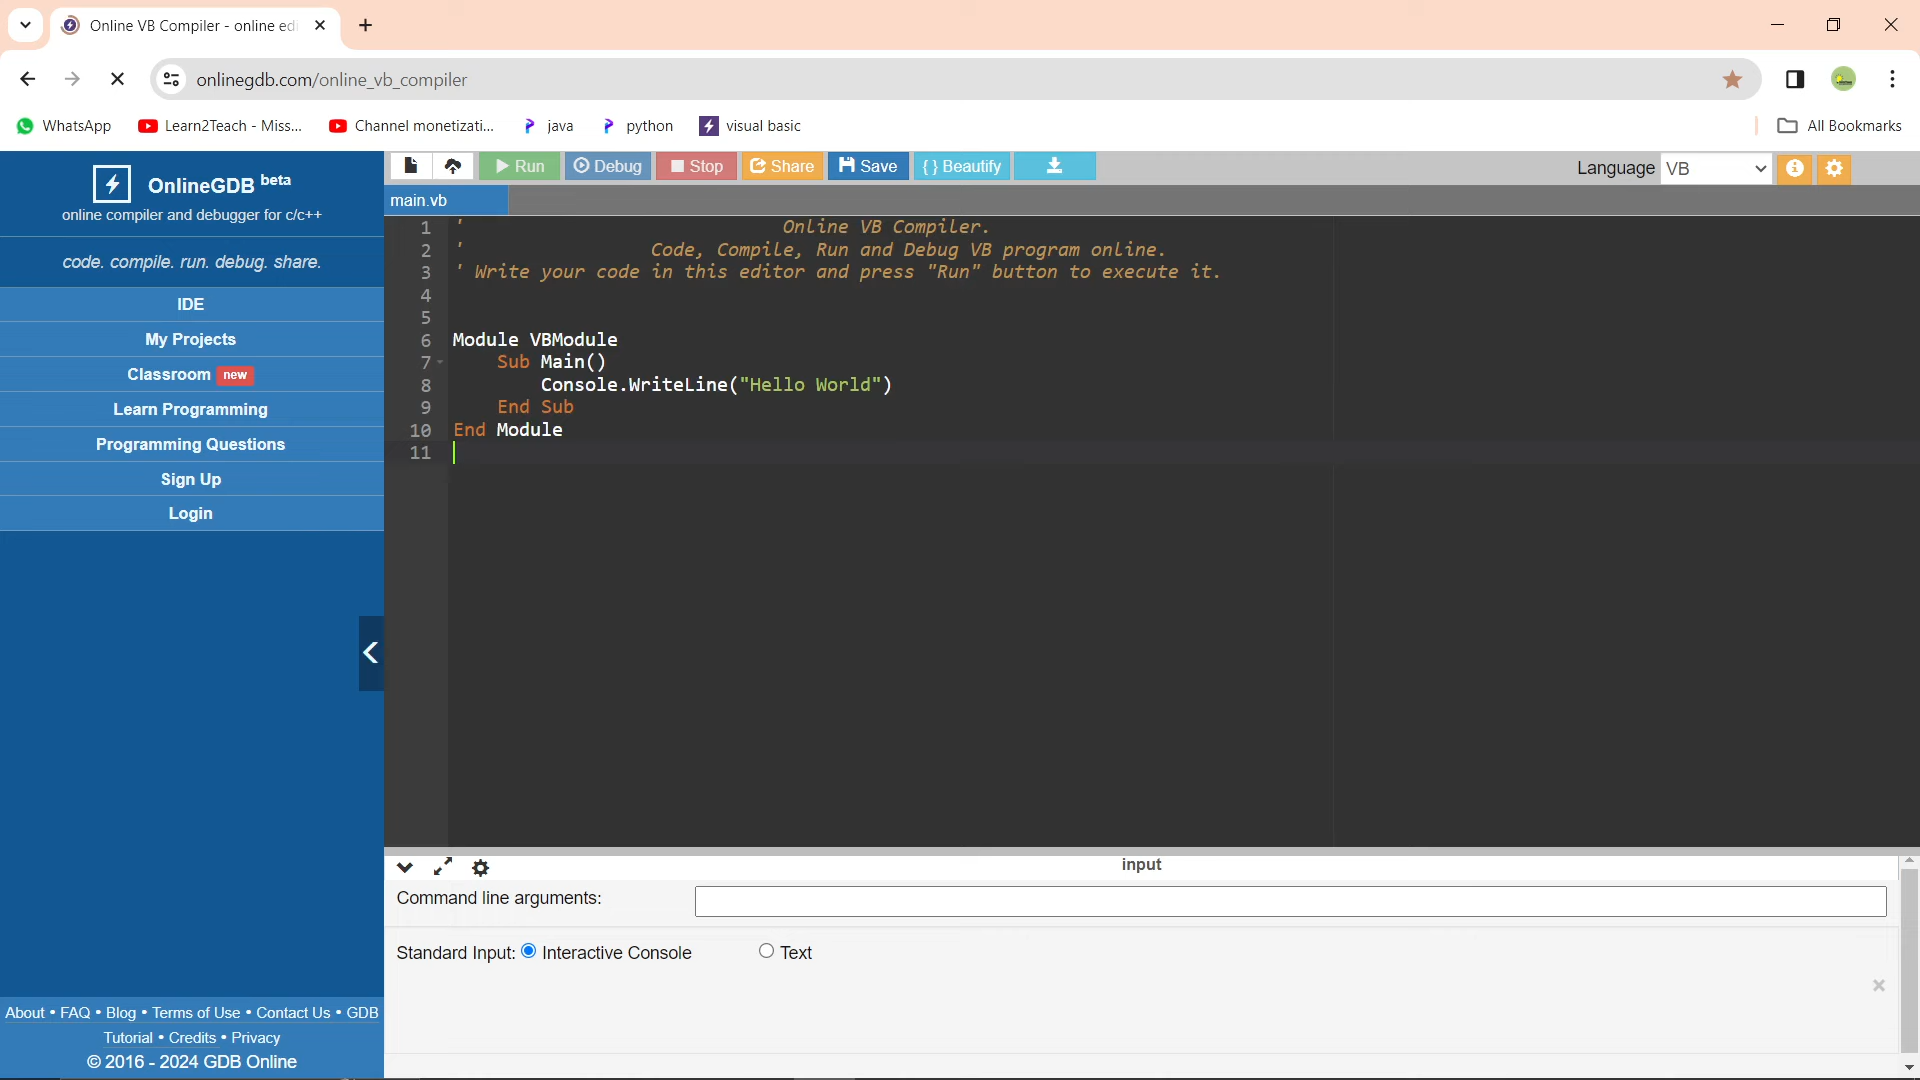 Online VB Compiler - online edi
onlinegdb.com/online_vb_compiler
WhatsApp
Learn2Teach - Miss...
Channel monetizati...
java
python
visual basic
All Bookmarks
OnlineGDB beta
online compiler and debugger for c/c++
code. compile. run. debug. share.
IDE
My Projects
Classroom new
Learn Programming
Programming Questions
Sign Up
Login
About • FAQ • Blog • Terms of Use • Contact Us • GDB
Tutorial • Credits • Privacy
© 2016 - 2024 GDB Online
Run
Debug
Stop
Share
Save
{ } Beautify
Language VB
main.vb
1 ' Online VB Compiler.
2 ' Code, Compile, Run and Debug VB program online.
3 ' Write your code in this editor and press "Run" button to execute it.
4
5
6 Module VBModule
7 Sub Main()
8 Console.WriteLine("Hello World")
9 End Sub
10 End Module
11
input
Command line arguments:
Standard Input: Interactive Console Text